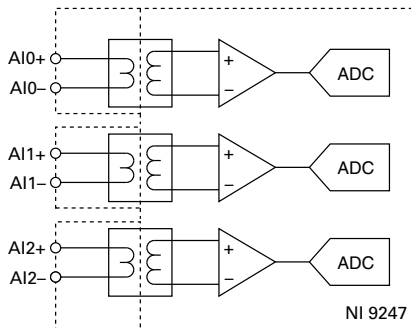 AI0+
AI0–
+
–
ADC
AI1+
AI1–
+
–
ADC
AI2+
AI2–
+
–
ADC
NI 9247